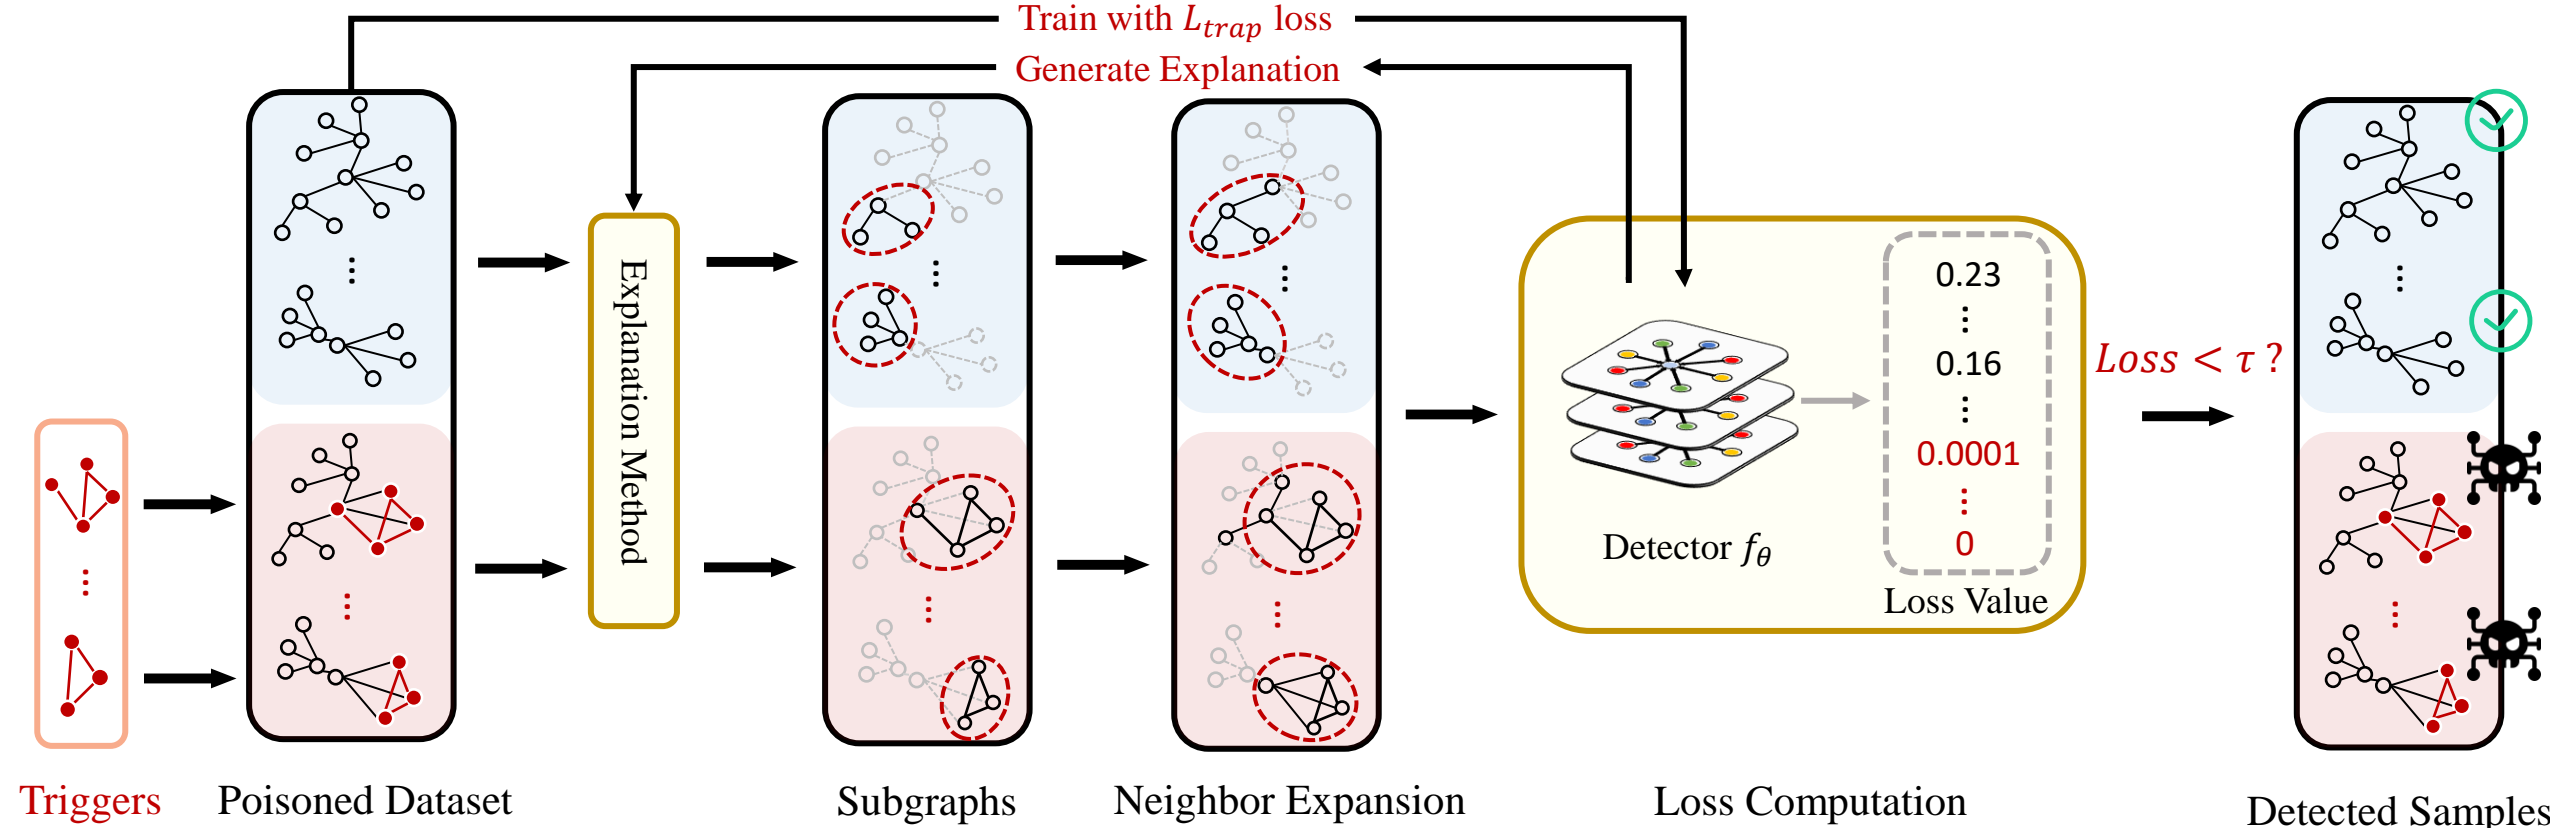 Train with L_trap loss
Generate Explanation
Explanation Method
0.23
0.16
0.0001
0
Detector f_θ
Loss Value
Loss < τ ?
Triggers
Poisoned Dataset
Subgraphs
Neighbor Expansion
Loss Computation
Detected Samples